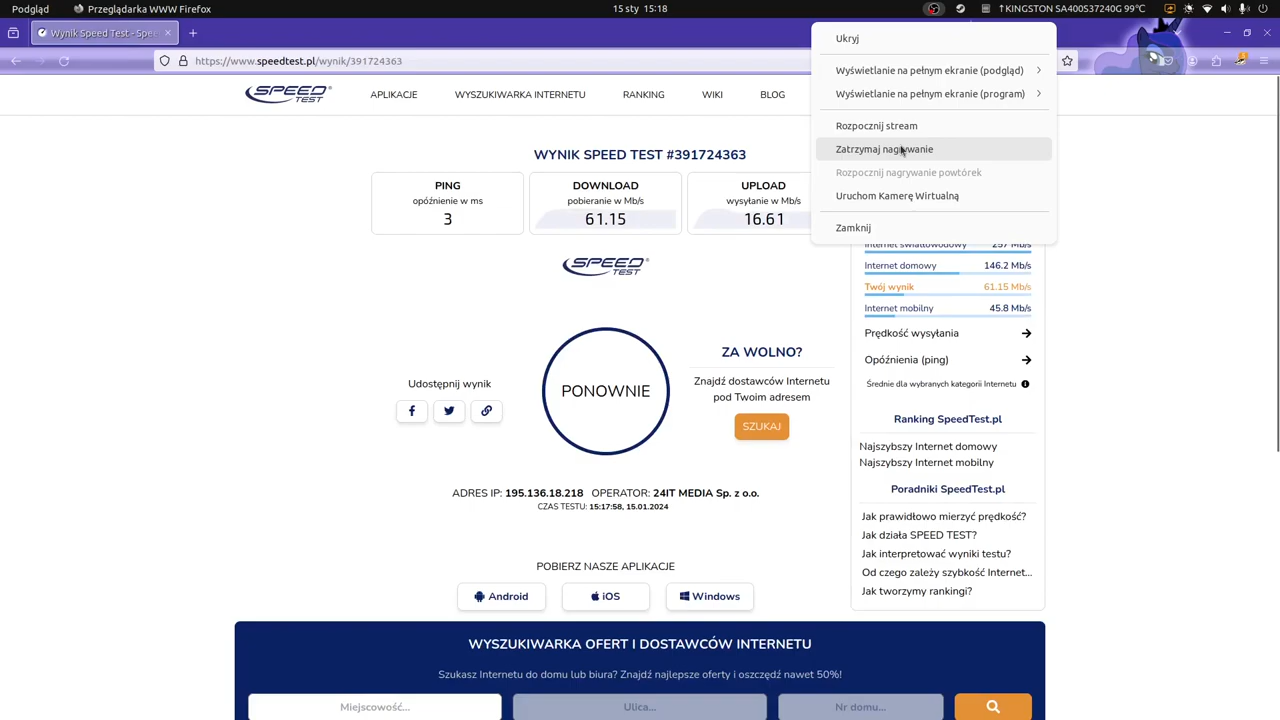 Podgląd
Przeglądarka WWW Firefox
15 sty 15:18
KINGSTON SA400S37240G 99°C
Wynik Speed Test - Spee
https://www.speedtest.pl/wynik/391724363
SPEED TEST
APLIKACJE
WYSZUKIWARKA INTERNETU
RANKING
WIKI
BLOG
Ukryj
Wyświetlanie na pełnym ekranie (podgląd)
Wyświetlanie na pełnym ekranie (program)
Rozpocznij stream
Zatrzymaj nagrywanie
Rozpocznij nagrywanie powtórek
Uruchom Kamerę Wirtualną
Zamknij
WYNIK SPEED TEST #391724363
PING
opóźnienie w ms
3
DOWNLOAD
pobieranie w Mb/s
61.15
UPLOAD
wysyłanie w Mb/s
16.61
SPEED TEST
Internet światłowodowy 257 Mb/s
Internet domowy 146.2 Mb/s
Twój wynik 61.15 Mb/s
Internet mobilny 45.8 Mb/s
Prędkość wysyłania
Opóźnienia (ping)
Średnie dla wybranych kategorii Internetu
Udostępnij wynik
PONOWNIE
ZA WOLNO?
Znajdź dostawców Internetu
pod Twoim adresem
SZUKAJ
Ranking SpeedTest.pl
Najszybszy Internet domowy
Najszybszy Internet mobilny
Poradniki SpeedTest.pl
Jak prawidłowo mierzyć prędkość?
Jak działa SPEED TEST?
Jak interpretować wyniki testu?
Od czego zależy szybkość Internet...
Jak tworzymy rankingi?
ADRES IP: 195.136.18.218 OPERATOR: 24IT MEDIA Sp. z o.o.
CZAS TESTU: 15:17:58, 15.01.2024
POBIERZ NASZE APLIKACJE
Android
iOS
Windows
WYSZUKIWARKA OFERT I DOSTAWCÓW INTERNETU
Szukasz Internetu do domu lub biura? Znajdź najlepsze oferty i oszczędź nawet 50%!
Miejscowość...
Ulica...
Nr domu...